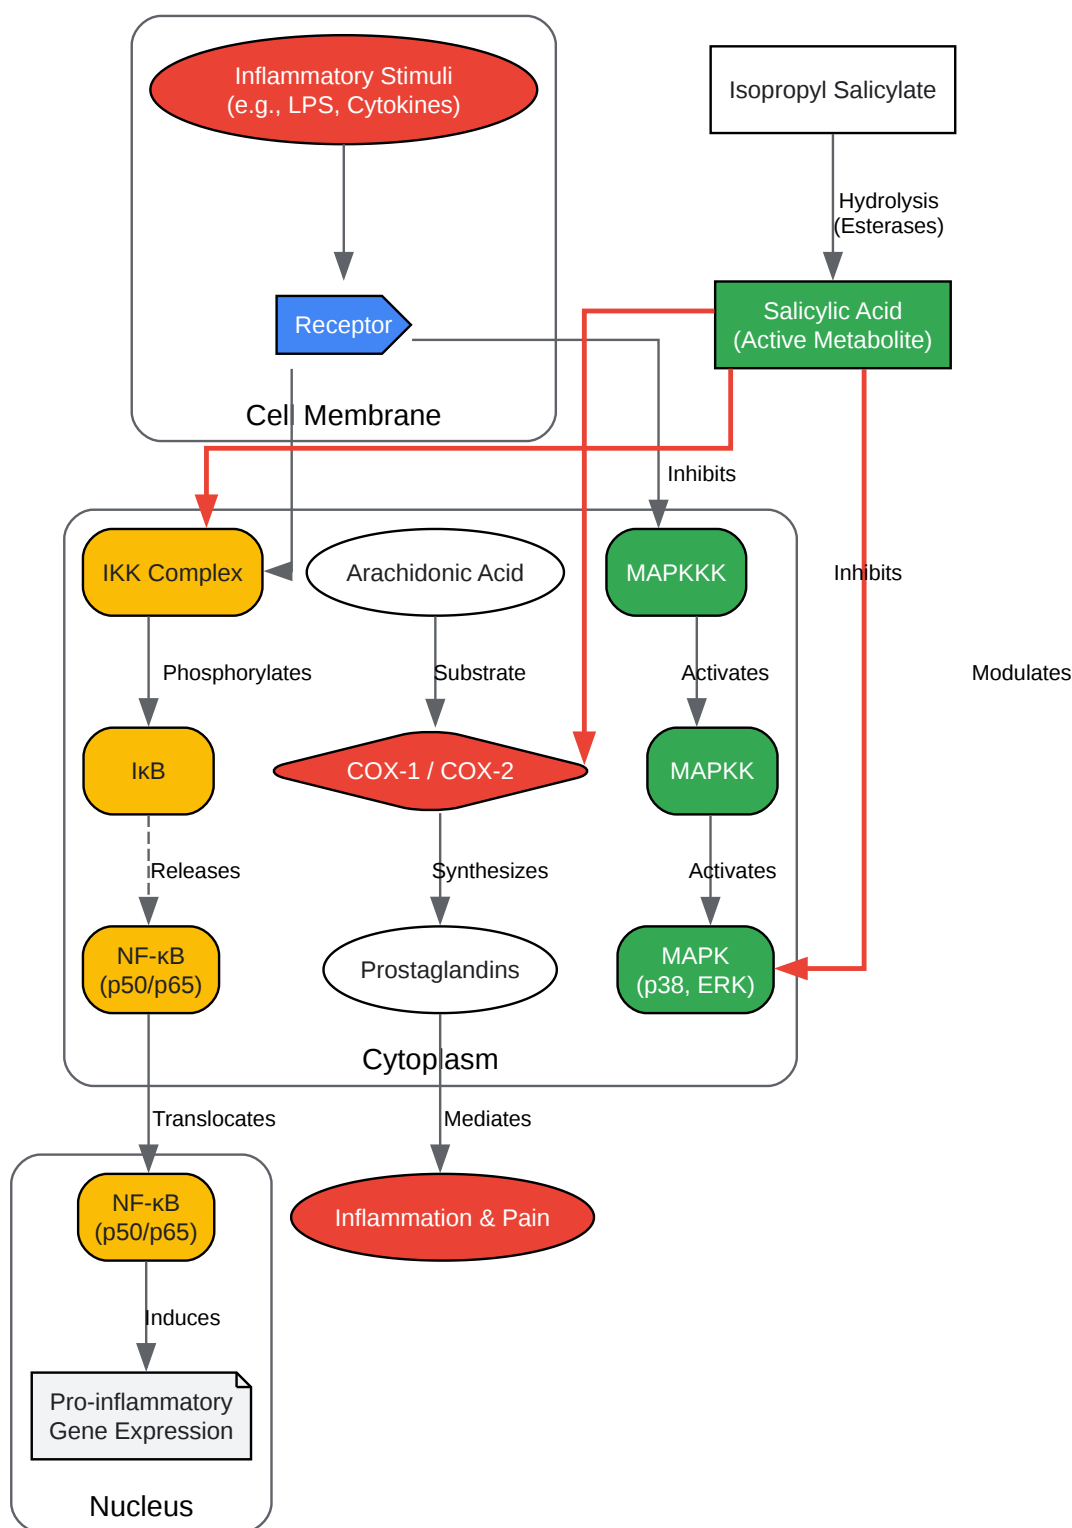 Inflammatory Stimuli
(e.g., LPS, Cytokines)
Isopropyl Salicylate
Hydrolysis
(Esterases)
Receptor
Salicylic Acid
(Active Metabolite)
Cell Membrane
Inhibits
IKK Complex
Arachidonic Acid
MAPKKK
Inhibits
Phosphorylates
Substrate
Activates
Modulates
IκB
COX-1 / COX-2
MAPKK
Releases
Synthesizes
Activates
NF-κB
(p50/p65)
Prostaglandins
MAPK
(p38, ERK)
Cytoplasm
Translocates
Mediates
NF-κB
(p50/p65)
Inflammation & Pain
Induces
Pro-inflammatory
Gene Expression
Nucleus